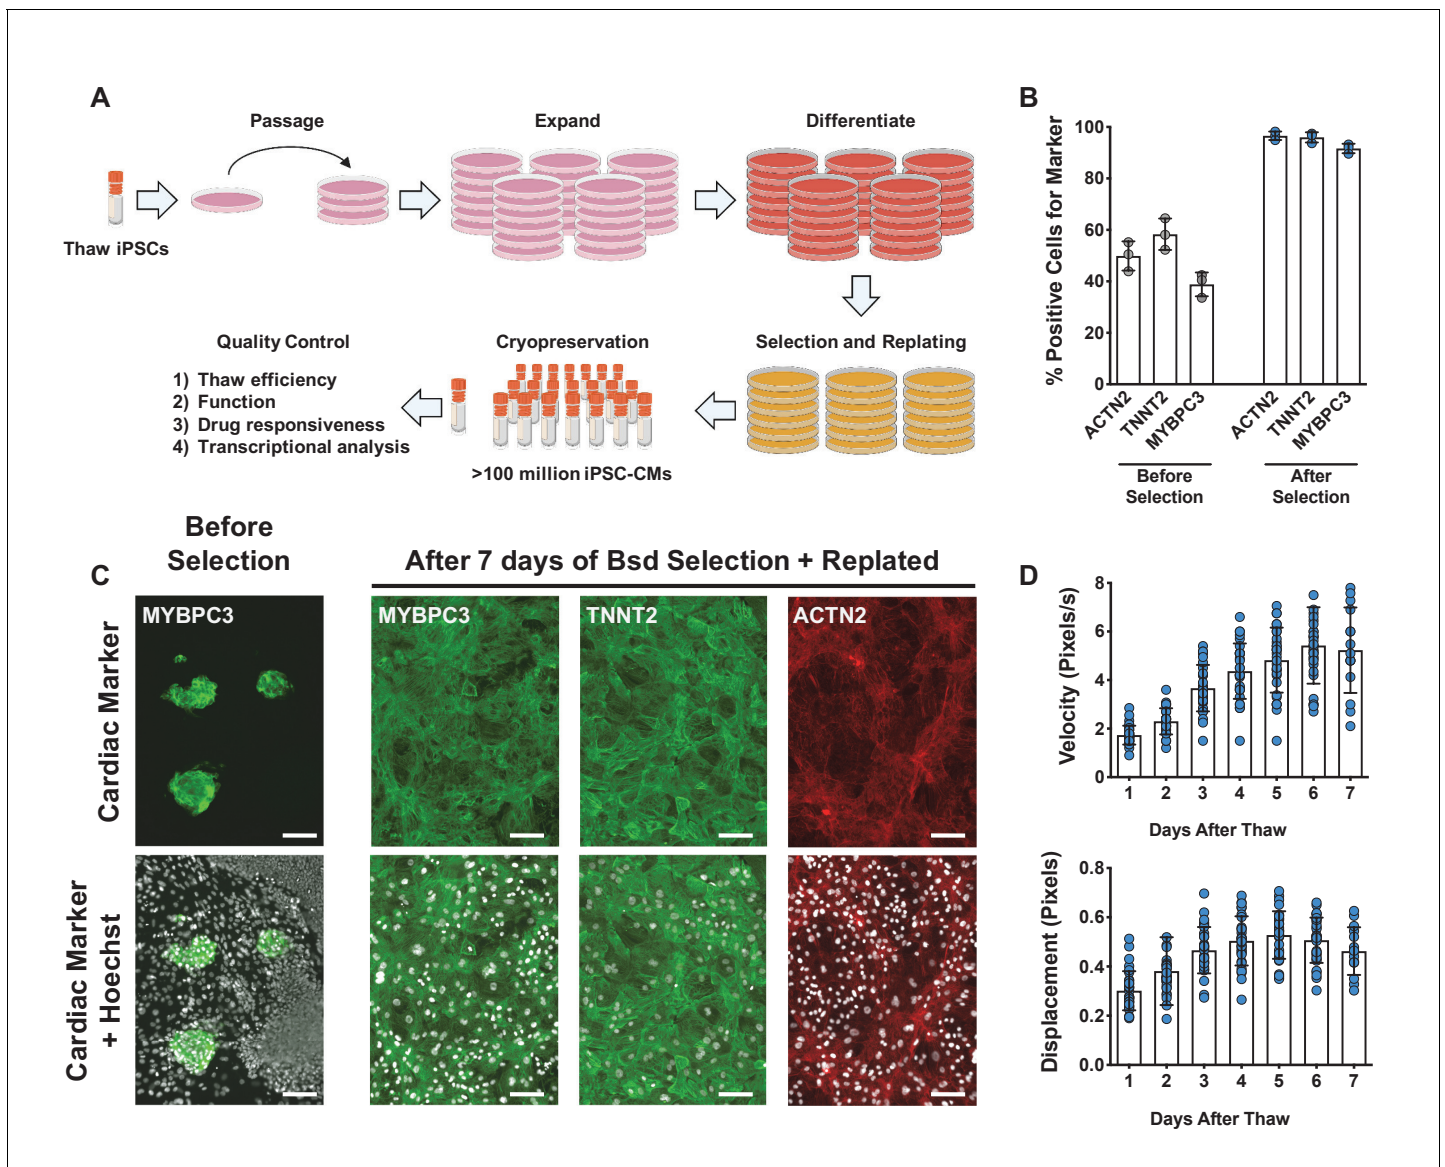 A
Passage
Expand
Differentiate
Thaw iPSCs
Quality Control
1) Thaw efficiency
2) Function
3) Drug responsiveness
4) Transcriptional analysis
Cryopreservation
>100 million iPSC-CMs
Selection and Replating
B
% Positive Cells for Marker
100
80
60
40
20
0
ACTN2
TNNT2
MYBPC3
ACTN2
TNNT2
MYBPC3
Before
Selection
After
Selection
C
Before
Selection
After 7 days of Bsd Selection + Replated
Cardiac Marker
MYBPC3
MYBPC3
TNNT2
ACTN2
Cardiac Marker
+ Hoechst
D
Velocity (Pixels/s)
8
6
4
2
0
1 2 3 4 5 6 7
Days After Thaw
Displacement (Pixels)
0.8
0.6
0.4
0.2
0.0
1 2 3 4 5 6 7
Days After Thaw